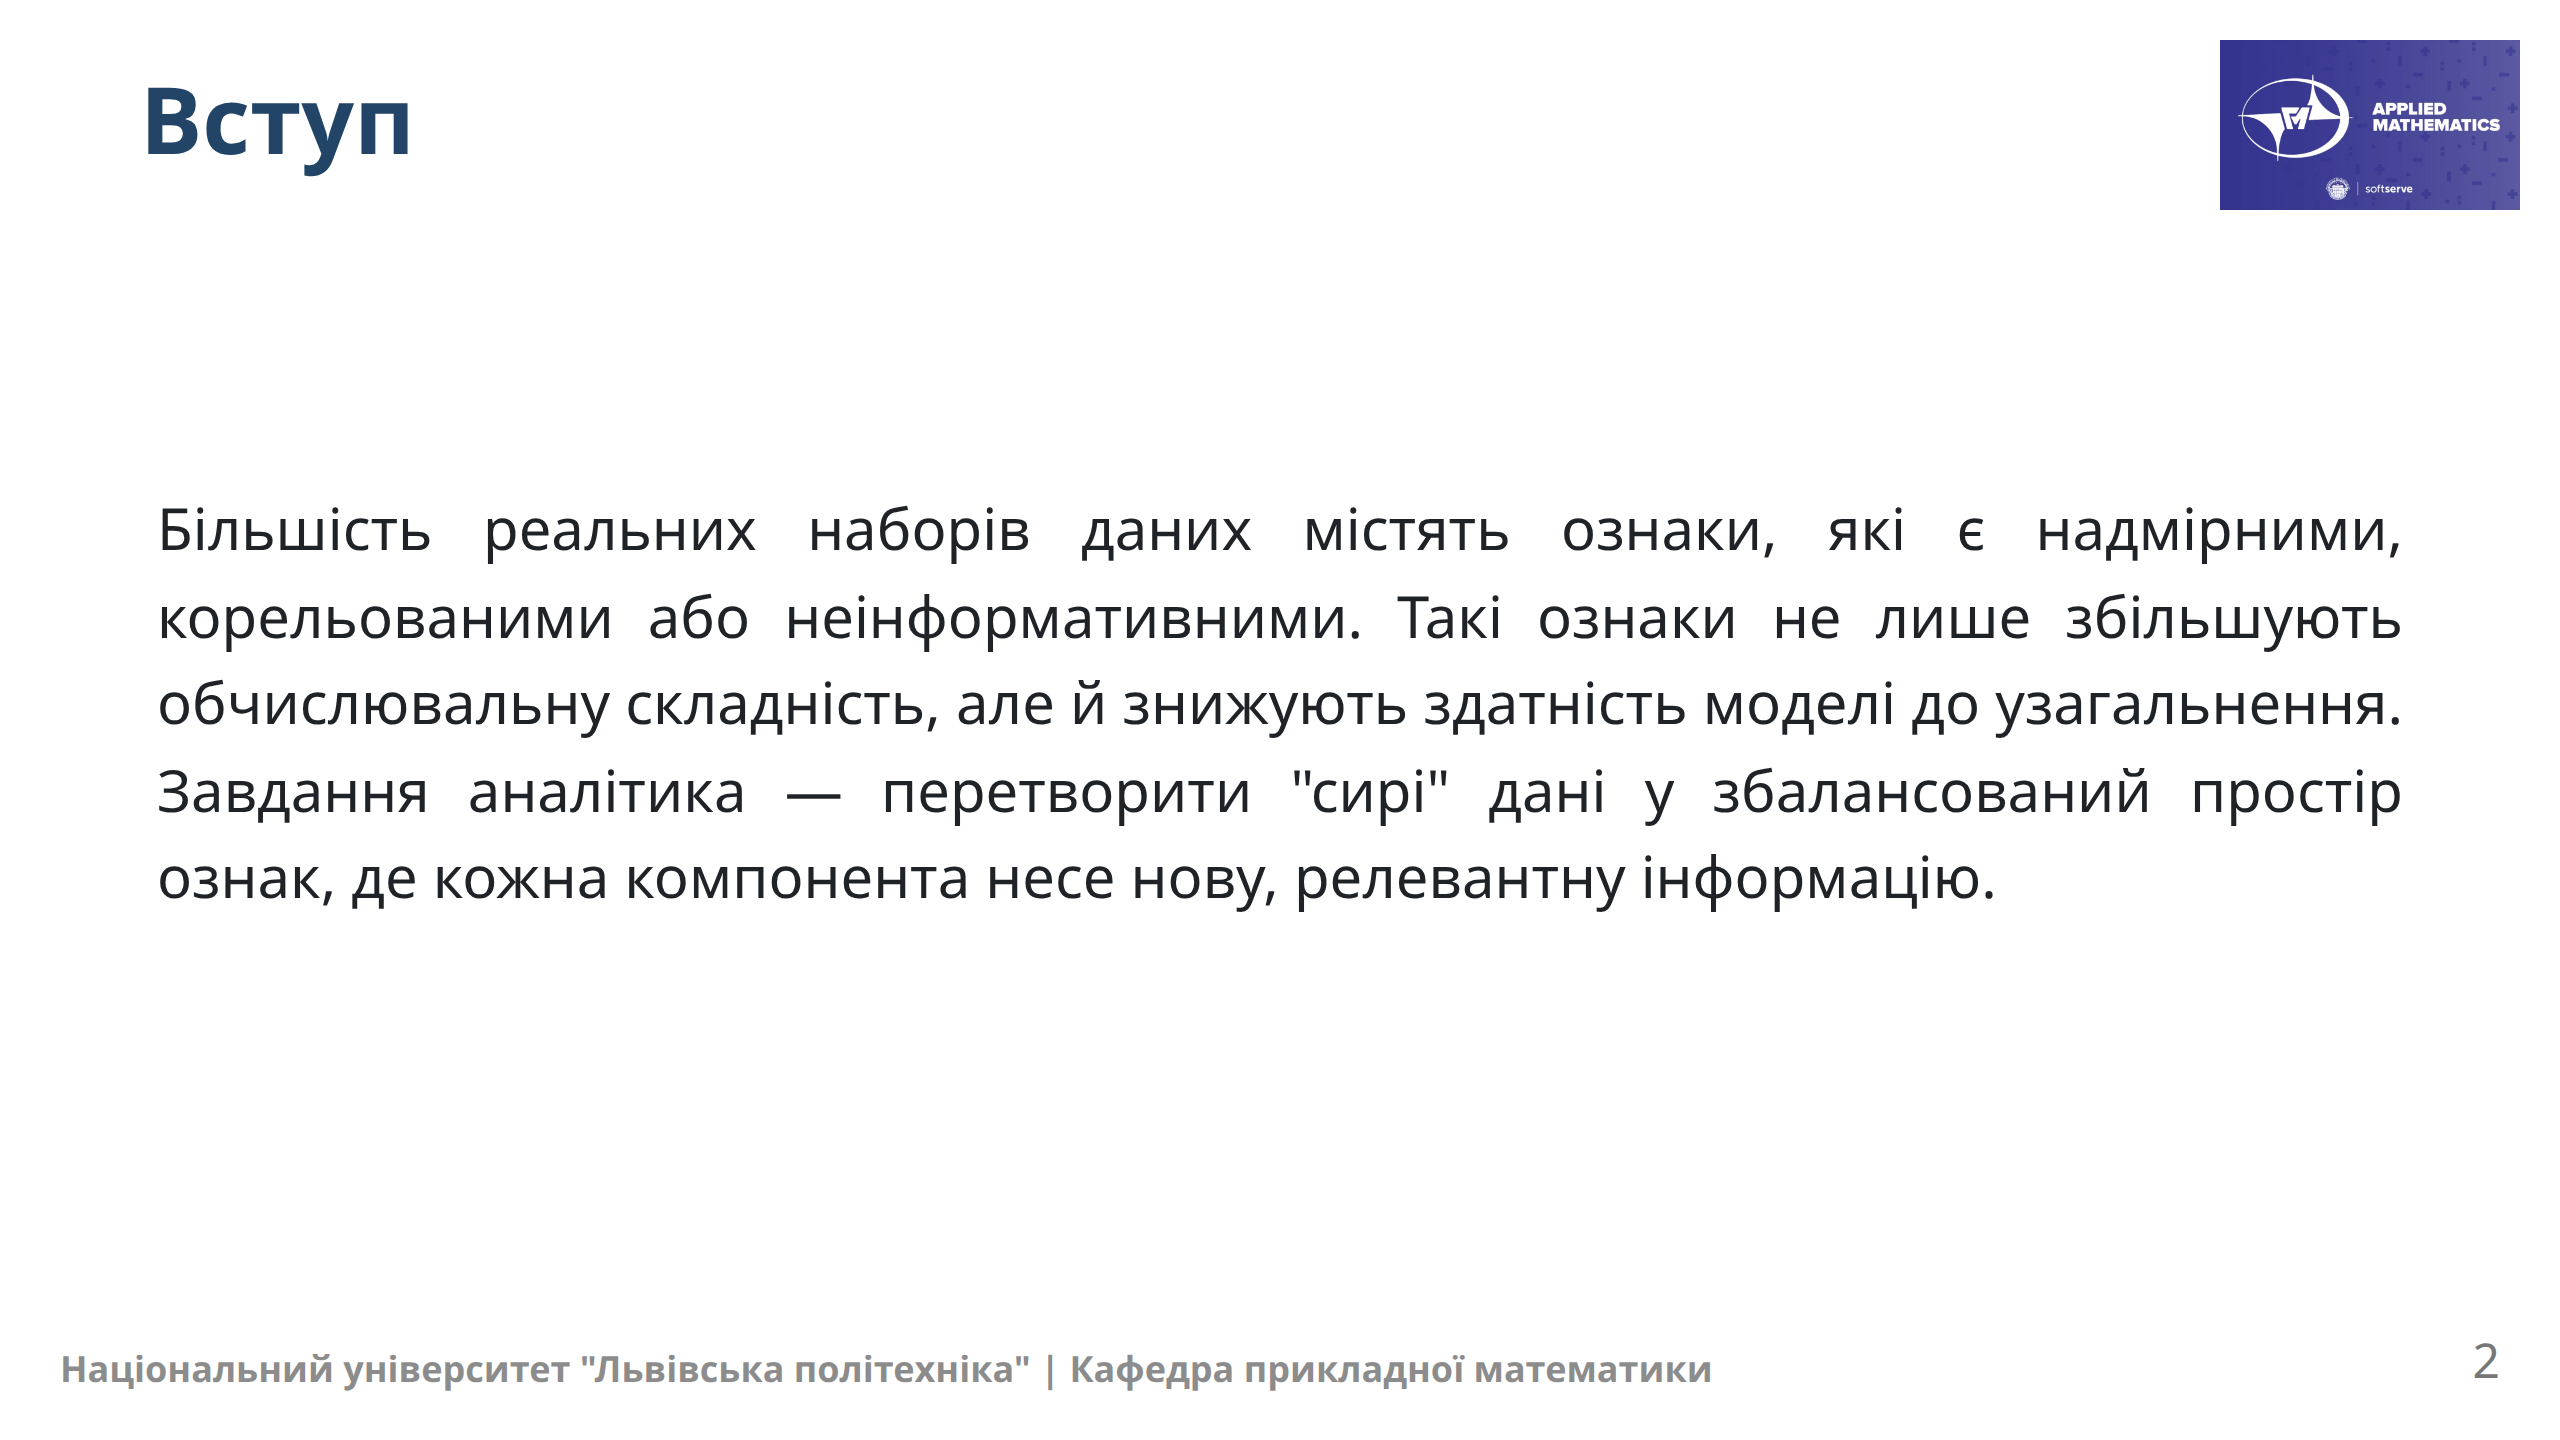 Вступ
APPLIED
MATHEMATICS
softserve
Більшість реальних наборів даних містять ознаки, які є надмірними,
корельованими або неінформативними. Такі ознаки не лише збільшують
обчислювальну складність, але й знижують здатність моделі до узагальнення.
Завдання аналітика — перетворити "сирі" дані у збалансований простір
ознак, де кожна компонента несе нову, релевантну інформацію.
Національний університет "Львівська політехніка" | Кафедра прикладної математики
2